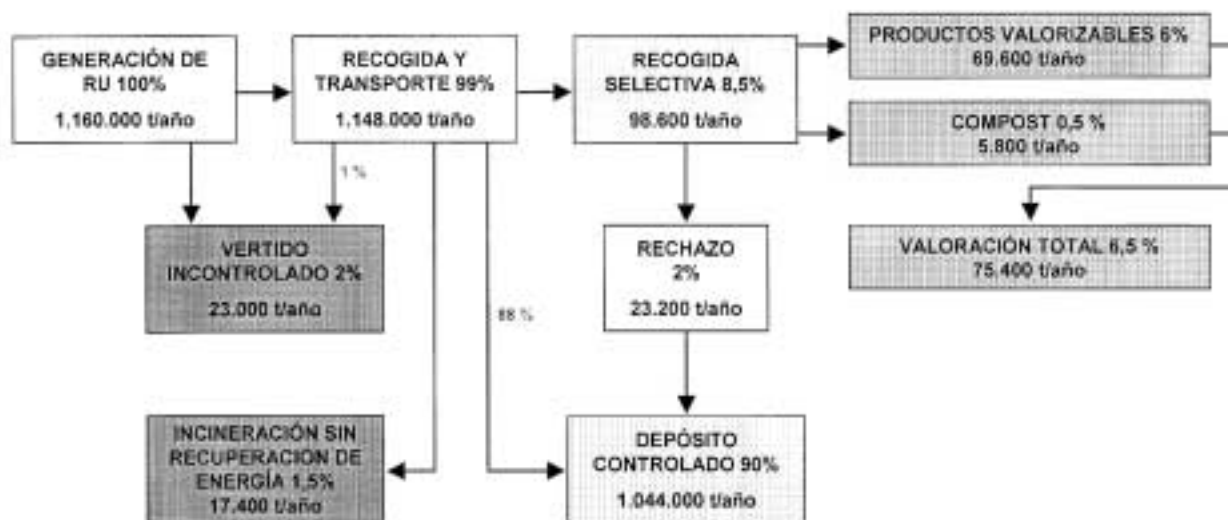 GENERACIÓN DE
RU 100%
1.160.000 t/año
RECOGIDA Y
TRANSPORTE 99%
1.148.000 t/año
RECOGIDA
SELECTIVA 8,5%
98.600 t/año
PRODUCTOS VALORIZABLES 6%
69.600 t/año
COMPOST 0,5 %
5.800 t/año
VALORACIÓN TOTAL 6,5 %
75.400 t/año
1 %
VERTIDO
INCONTROLADO 2%
23.000 t/año
RECHAZO
2%
23.200 t/año
88 %
INCINERACIÓN SIN
RECUPERACION DE
ENERGÍA 1,5%
17.400 t/año
DEPÓSITO
CONTROLADO 90%
1.044.000 t/año